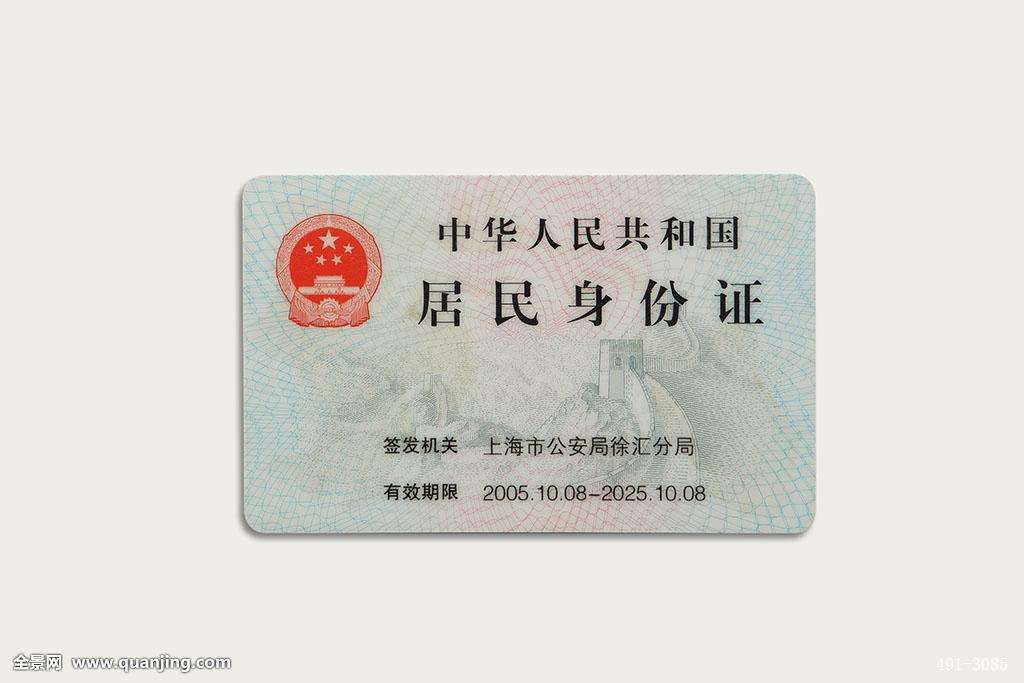 中华人民共和国
居民身份证
签发机关 上海市公安局徐汇分局
有效期限 2005.10.08-2025.10.08
全景网 www.quanjing.com
191-3085